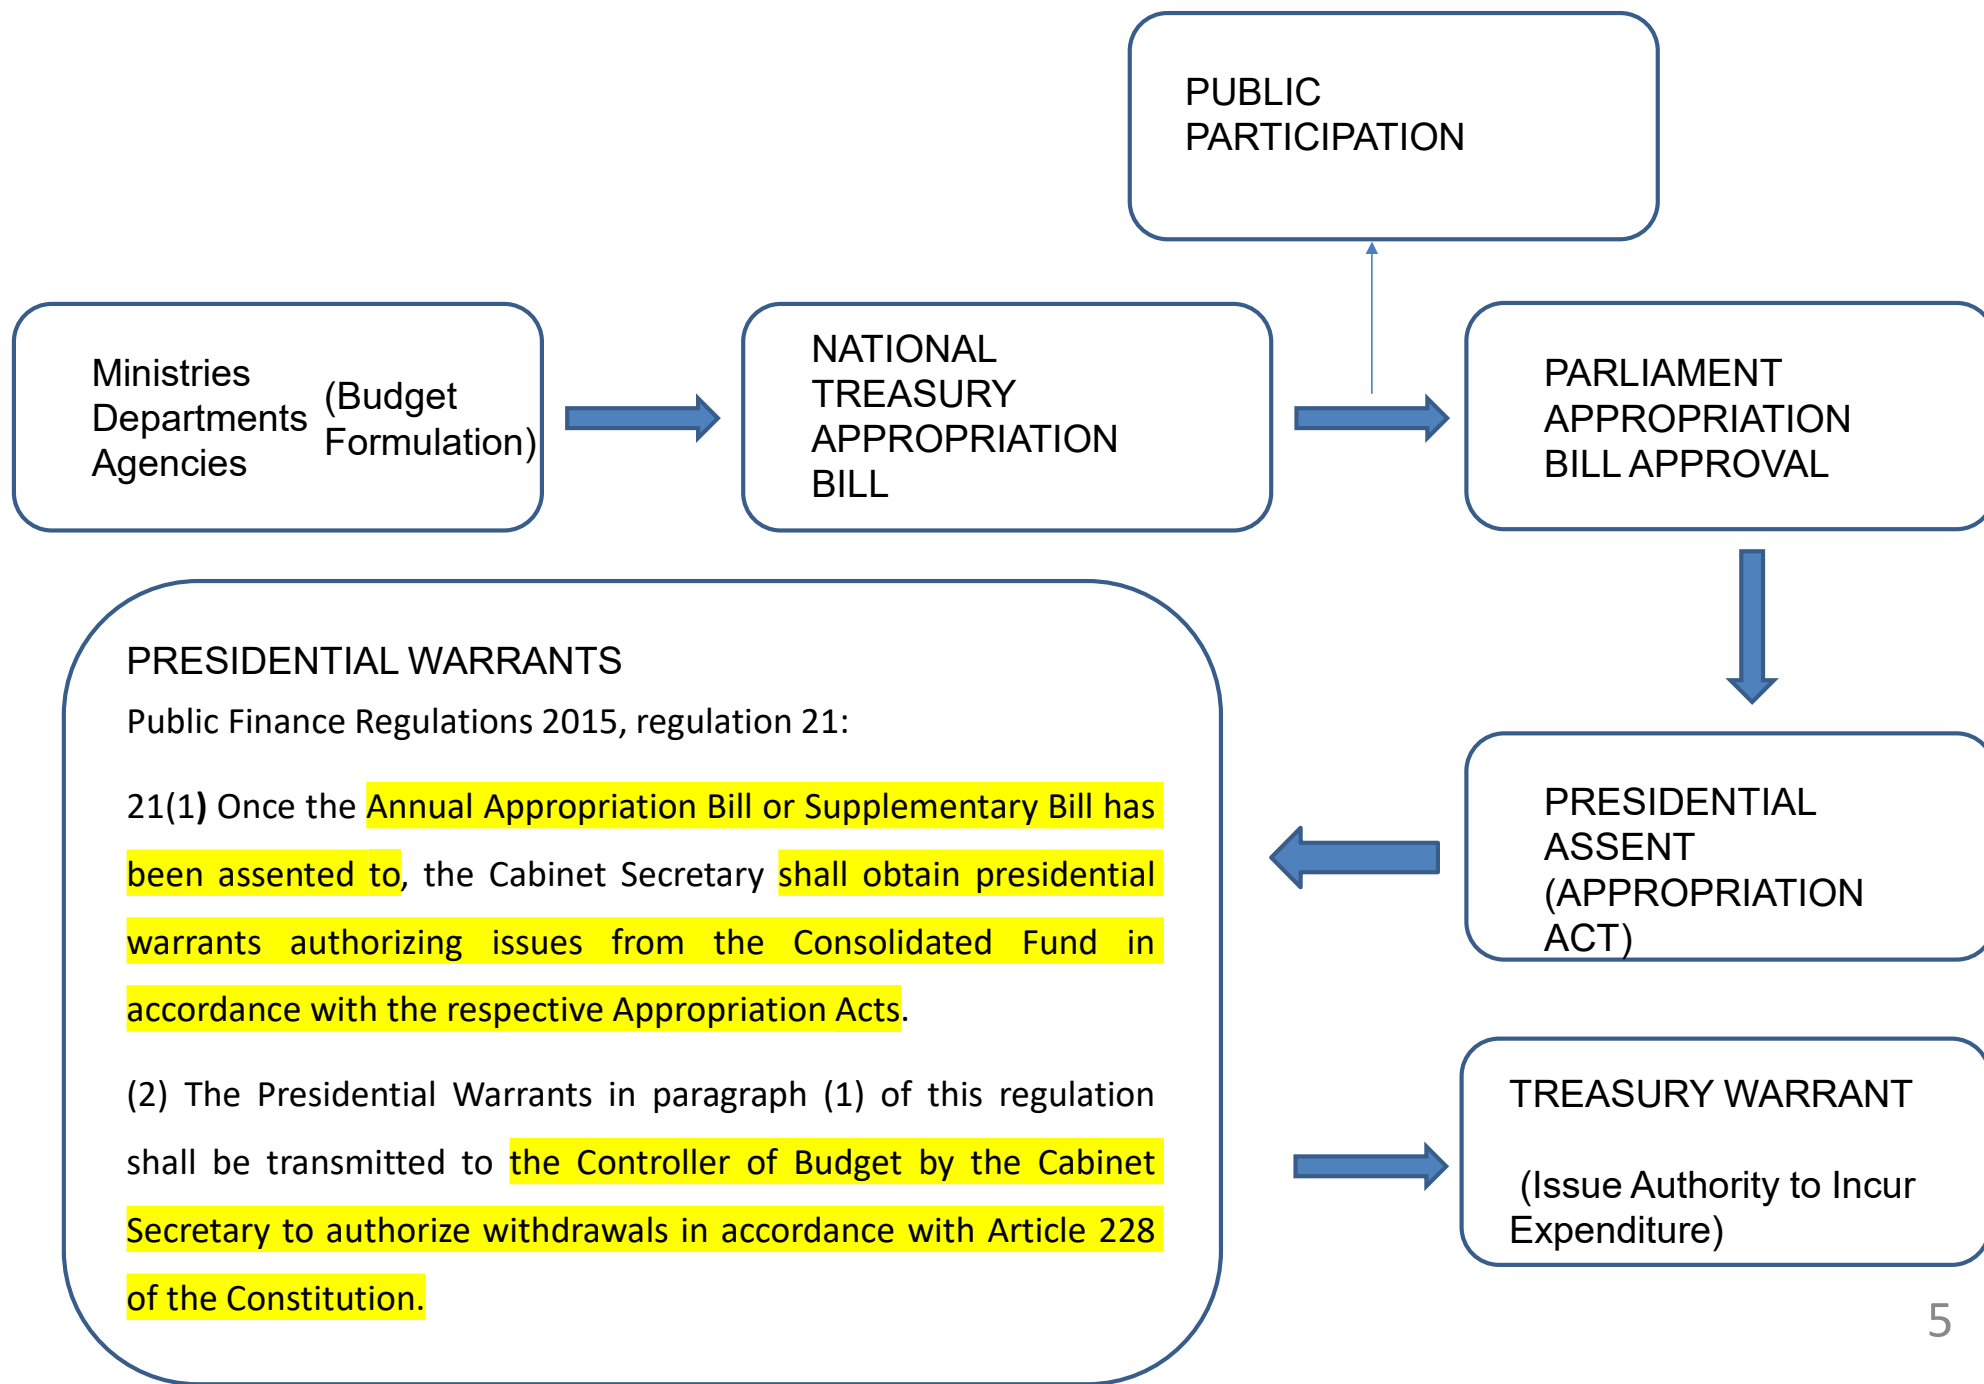 PUBLIC
PARTICIPATION
Ministries
Departments
Agencies
(Budget
Formulation)
NATIONAL
TREASURY
APPROPRIATION
BILL
PARLIAMENT
APPROPRIATION
BILL APPROVAL
PRESIDENTIAL
ASSENT
(APPROPRIATION
ACT)
PRESIDENTIAL WARRANTS
Public Finance Regulations 2015, regulation 21:
21(1) Once the Annual Appropriation Bill or Supplementary Bill has
been assented to, the Cabinet Secretary shall obtain presidential
warrants authorizing issues from the Consolidated Fund in
accordance with the respective Appropriation Acts.
(2) The Presidential Warrants in paragraph (1) of this regulation
shall be transmitted to the Controller of Budget by the Cabinet
Secretary to authorize withdrawals in accordance with Article 228
of the Constitution.
TREASURY WARRANT
(Issue Authority to Incur
Expenditure)
5